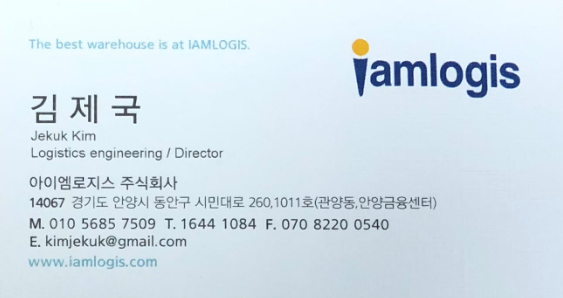 The best warehouse is at IAMLOGIS.
iamlogis
김 제 국
Jekuk Kim
Logistics engineering / Director
아이엠로지스 주식회사
14067 경기도 안양시 동안구 시민대로 260,1011호(관양동,안양금융센터)
M. 010 5685 7509 T. 1644 1084 F. 070 8220 0540
E. kimjekuk@gmail.com
www.iamlogis.com